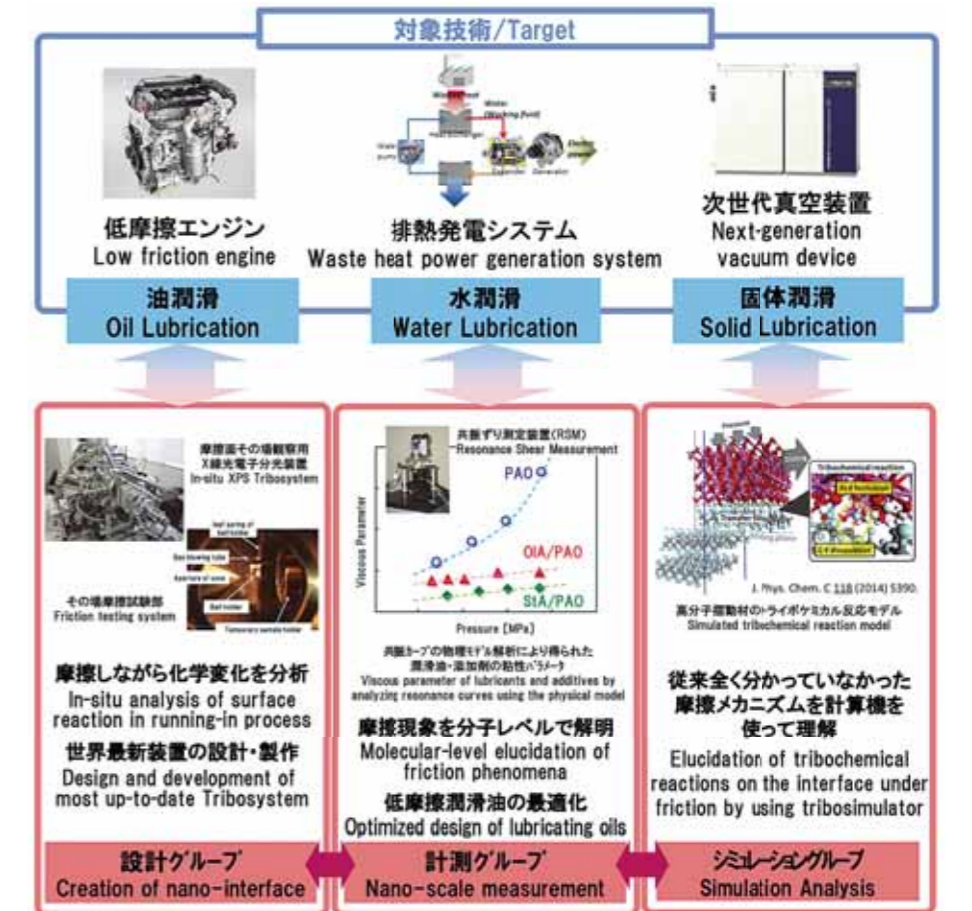 対象技術/Target
Water
(Working fluid)
Generator
低摩擦エンジン
Low friction engine
排熱発電システム
Waste heat power generation system
次世代真空装置
Next-generation
vacuum device
油潤滑
Oil Lubrication
水潤滑
Water Lubrication
固体潤滑
Solid Lubrication
摩擦面その場観察用
X線光電子分光装置
In-situ XPS Tribosystem
その場摩擦試験部
Friction testing system
摩擦しながら化学変化を分析
In-situ analysis of surface
reaction in running-in process
世界最新装置の設計・製作
Design and development of
most up-to-date Tribosystem
設計グループ
Creation of nano-interface
共振ずり測定装置(RSM)
Resonance Shear Measurement
PAO
OlA/PAO
StA/PAO
Viscous Parameter
Pressure [MPa]
共振カーブの物理モデル解析により得られた
潤滑油・添加剤の粘性パラメータ
Viscous parameter of lubricants and additives by
analyzing resonance curves using the physical model
摩擦現象を分子レベルで解明
Molecular-level elucidation of
friction phenomena
低摩擦潤滑油の最適化
Optimized design of lubricating oils
計測グループ
Nano-scale measurement
Tribochemical reaction
J. Phys. Chem. C 118 (2014) 5390.
高分子摺動材のトライボケミカル反応モデル
Simulated tribochemical reaction model
従来全く分かっていなかった
摩擦メカニズムを計算機を
使って理解
Elucidation of tribochemical
reactions on the interface under
friction by using tribosimulator
シミュレーショングループ
Simulation Analysis